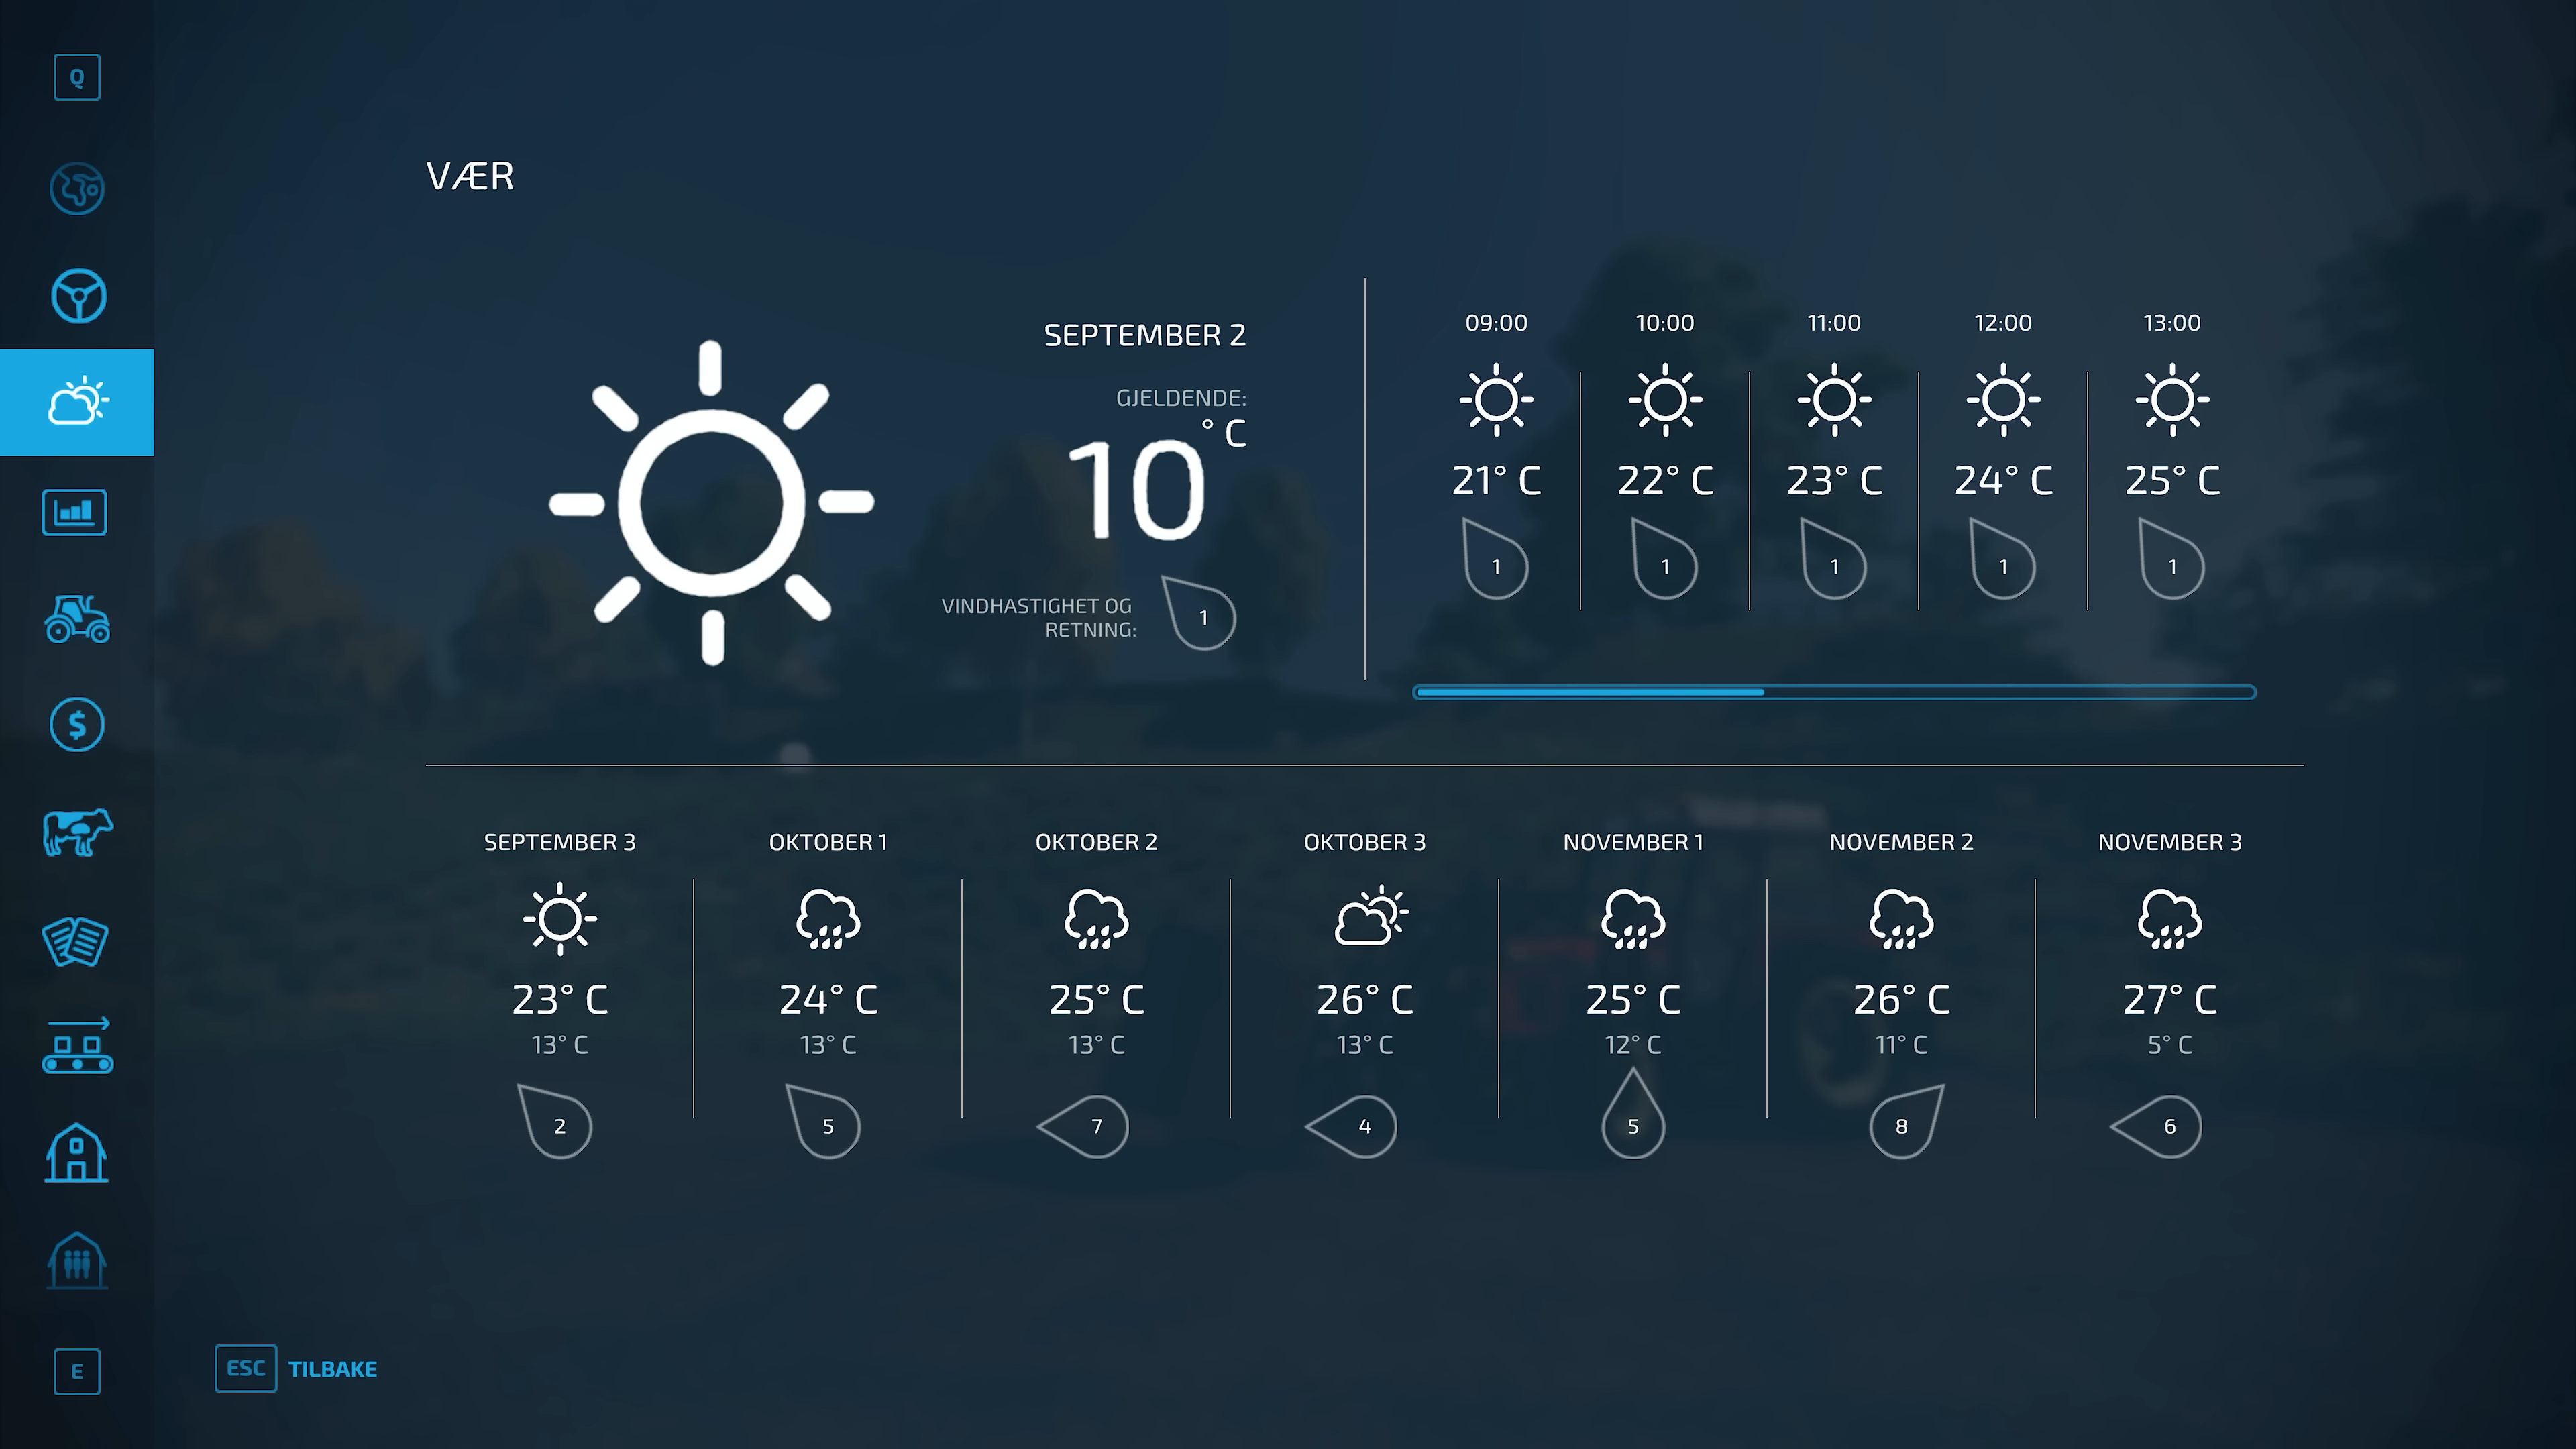 Q
VÆR
SEPTEMBER 2
GJELDENDE:
10 ° C
VINDHASTIGHET OG
RETNING:
1
09:00 10:00 11:00 12:00 13:00
21° C 22° C 23° C 24° C 25° C
1 1 1 1 1
$
SEPTEMBER 3 OKTOBER 1 OKTOBER 2 OKTOBER 3 NOVEMBER 1 NOVEMBER 2 NOVEMBER 3
23° C 24° C 25° C 26° C 25° C 26° C 27° C
13° C 13° C 13° C 13° C 12° C 11° C 5° C
2 5 7 4 5 8 6
E
ESC TILBAKE